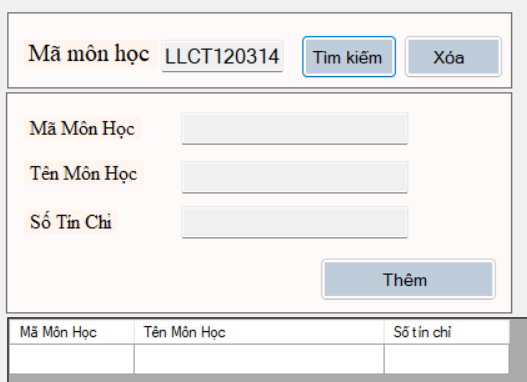 Mã môn học LLCT120314 Tìm kiếm Xóa
Mã Môn Học
Tên Môn Học
Số Tín Chỉ
Thêm
Mã Môn Học Tên Môn Học Số tín chỉ